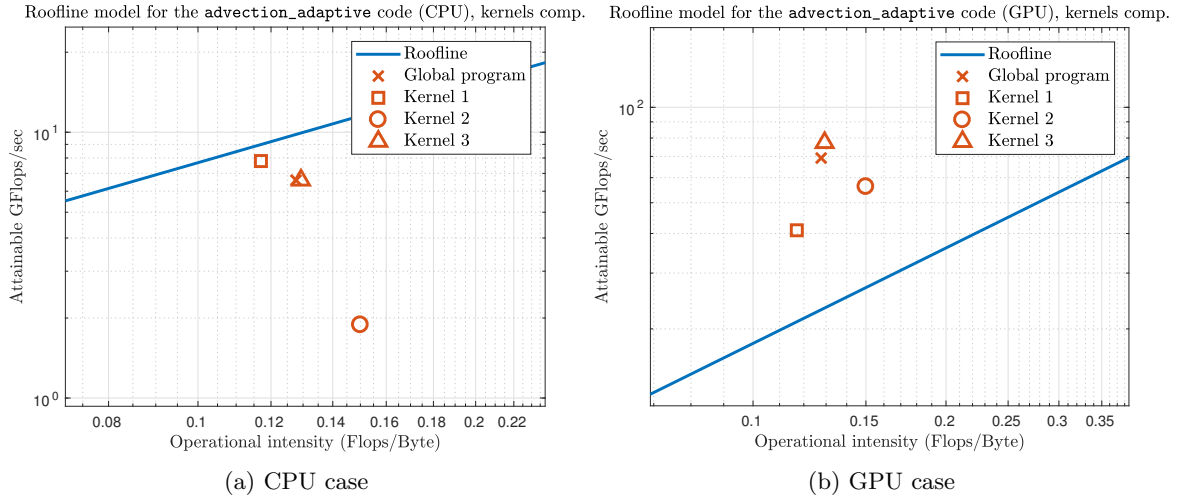 Roofline model for the advection_adaptive code (CPU), kernels comp.
Attainable GFlops/sec
10^1
10^0
Roofline
Global program
Kernel 1
Kernel 2
Kernel 3
0.08 0.1 0.12 0.14 0.16 0.18 0.2 0.22
Operational intensity (Flops/Byte)
(a) CPU case
Roofline model for the advection_adaptive code (GPU), kernels comp.
Attainable GFlops/sec
10^2
Roofline
Global program
Kernel 1
Kernel 2
Kernel 3
0.1 0.15 0.2 0.25 0.3 0.35
Operational intensity (Flops/Byte)
(b) GPU case